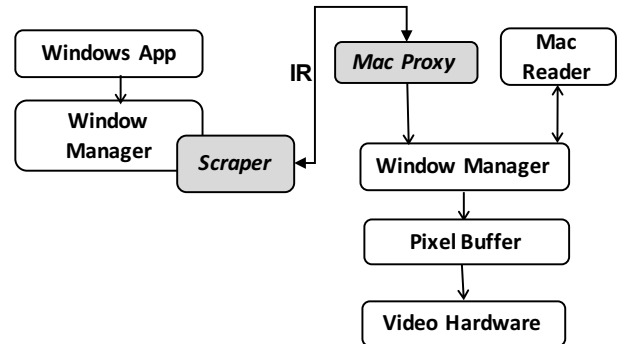 Windows App
Window
Manager
Scraper
IR
Mac Proxy
Mac
Reader
Window Manager
Pixel Buffer
Video Hardware